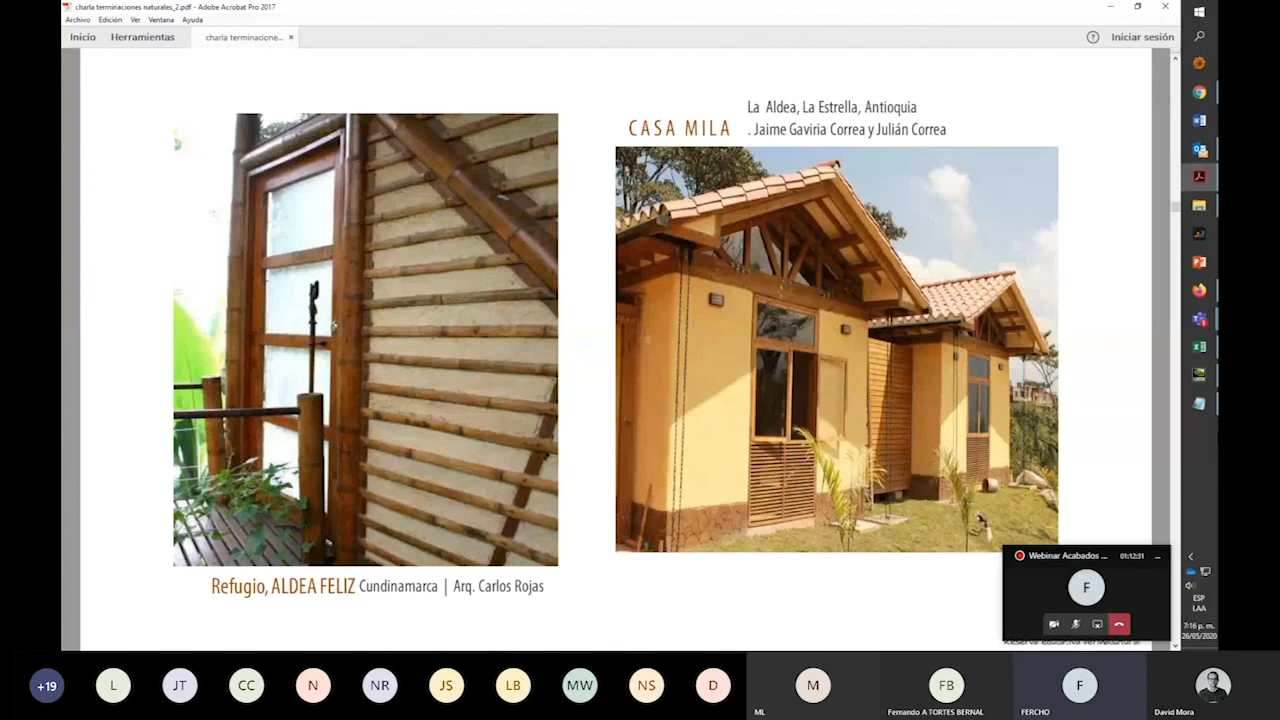 charla terminaciones naturales_2.pdf - Adobe Acrobat Pro 2017
Archivo Edición Ver Ventana Ayuda
Inicio Herramientas charla terminacione... × ? Iniciar sesión
La Aldea, La Estrella, Antioquia
CASA MILA . Jaime Gaviria Correa y Julián Correa
Refugio, ALDEA FELIZ Cundinamarca | Arq. Carlos Rojas
Webinar Acabados ... 01:12:31
F
ESP
LAA
7:16 p. m.
26/05/2020
+19 L JT CC N NR JS LB MW NS D M FB F
ML Fernando A TORTES BERNAL FERCHO David Mora